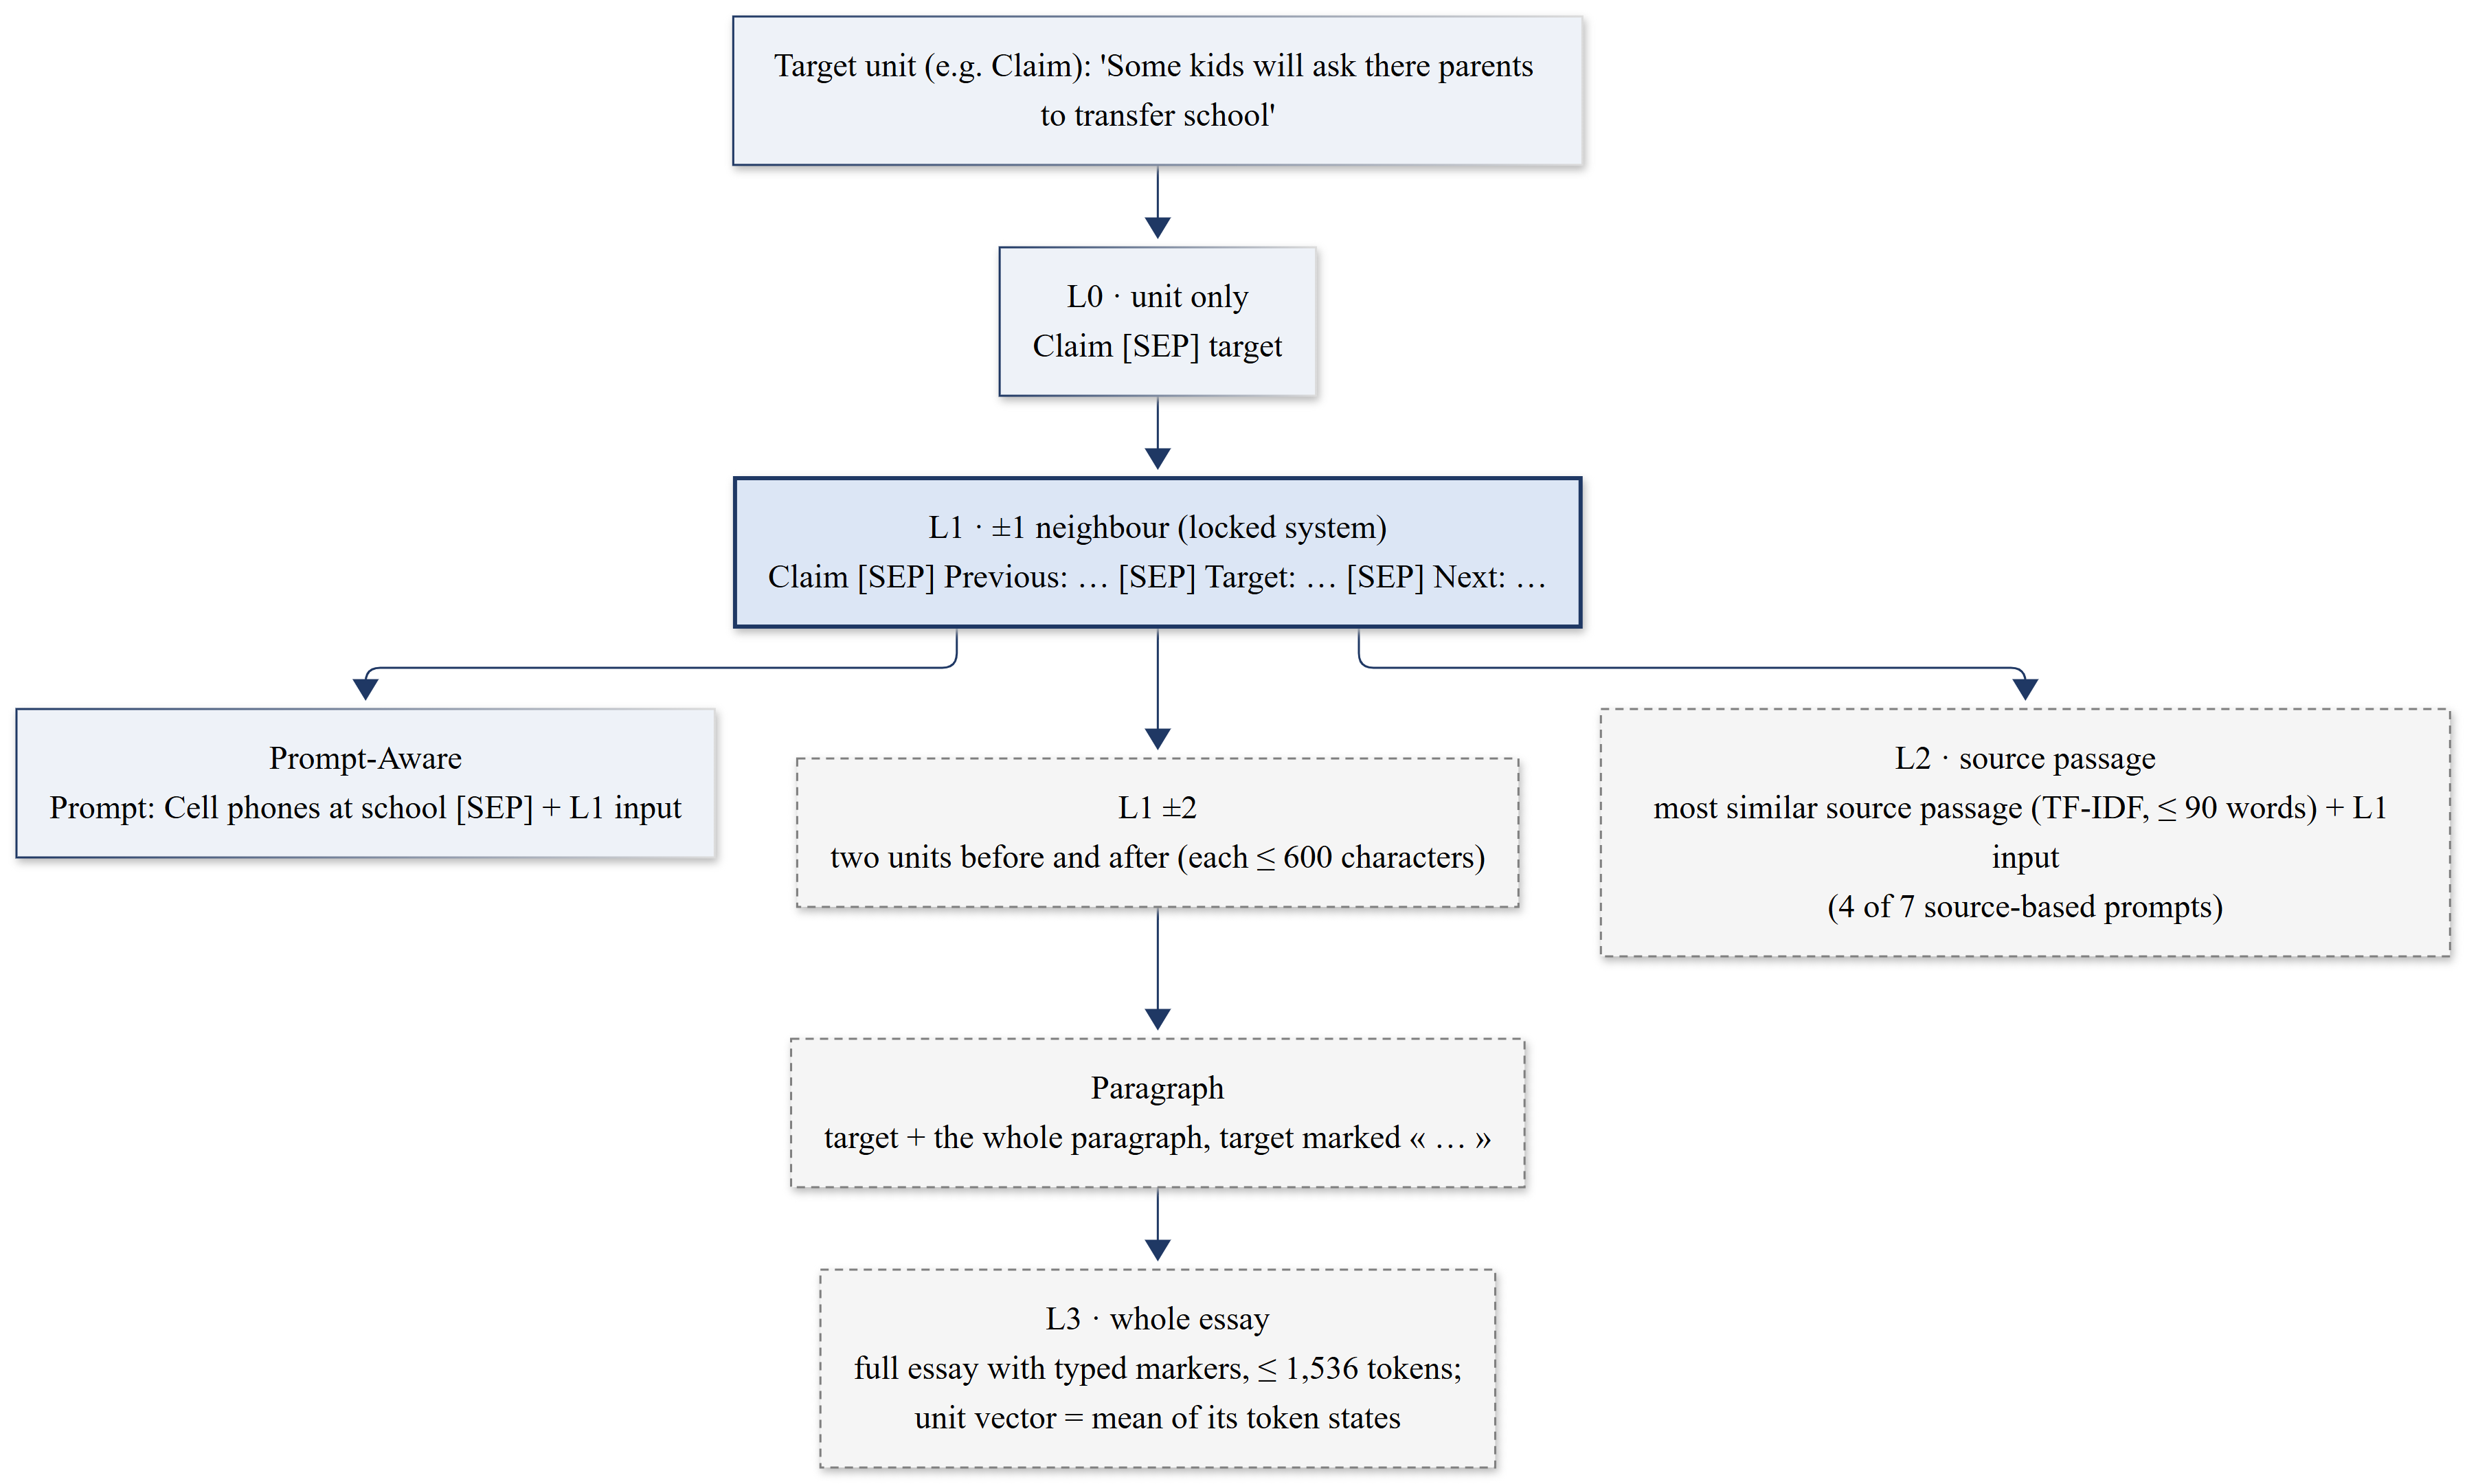 Target unit (e.g. Claim): 'Some kids will ask there parents
to transfer school'
L0 · unit only
Claim [SEP] target
L1 · ±1 neighbour (locked system)
Claim [SEP] Previous: … [SEP] Target: … [SEP] Next: …
Prompt-Aware
Prompt: Cell phones at school [SEP] + L1 input
L1 ±2
two units before and after (each ≤ 600 characters)
L2 · source passage
most similar source passage (TF-IDF, ≤ 90 words) + L1
input
(4 of 7 source-based prompts)
Paragraph
target + the whole paragraph, target marked « … »
L3 · whole essay
full essay with typed markers, ≤ 1,536 tokens;
unit vector = mean of its token states